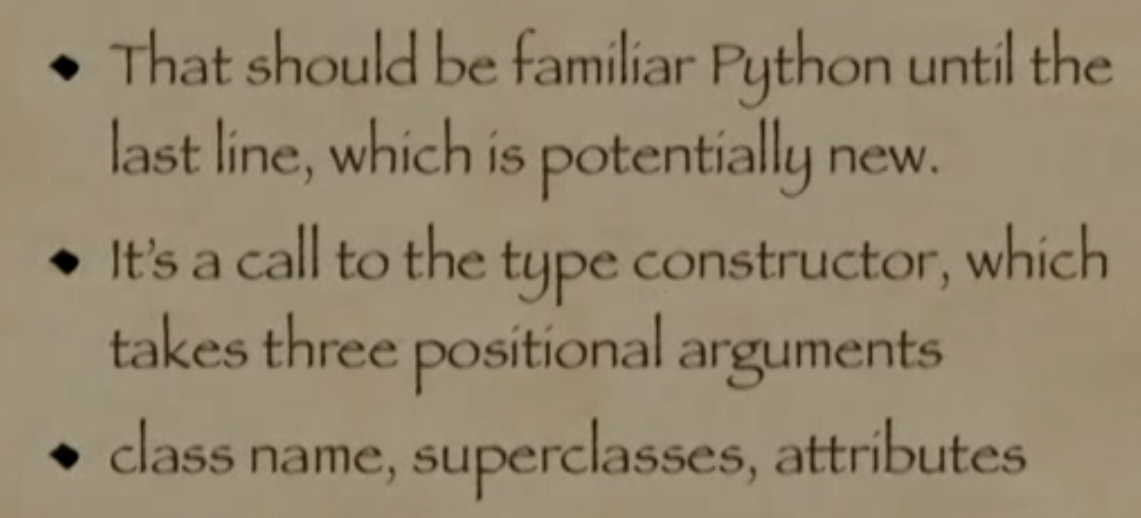 ◆ That should be familiar Python until the
last line, which is potentially new.
◆ It's a call to the type constructor, which
takes three positional arguments
◆ class name, superclasses, attributes